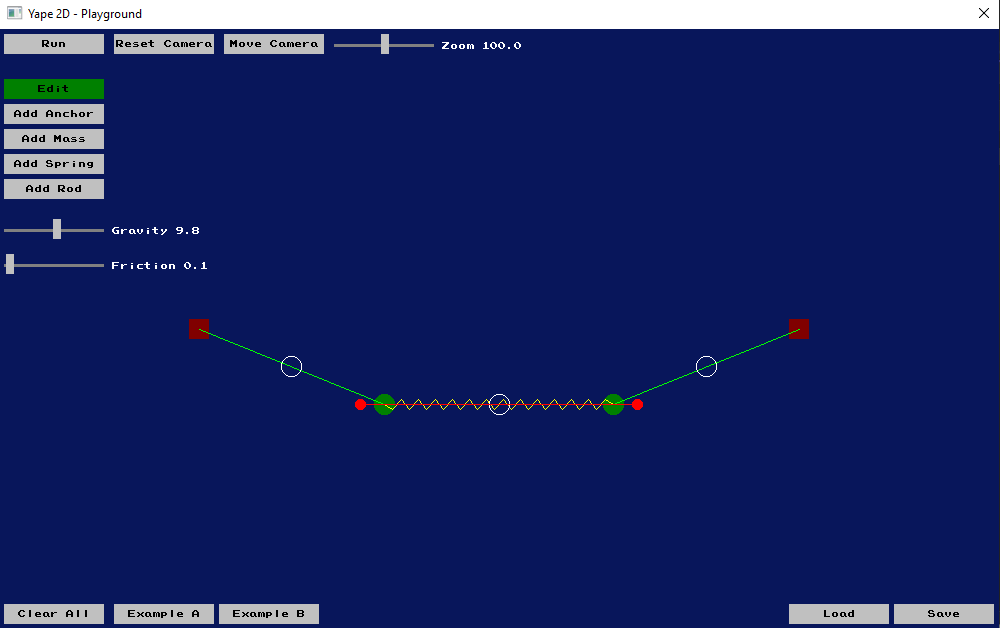 Yape 2D - Playground
Run Reset Camera Move Camera Zoom 100.0
Edit
Add Anchor
Add Mass
Add Spring
Add Rod
Gravity 9.8
Friction 0.1
Clear All Example A Example B Load Save